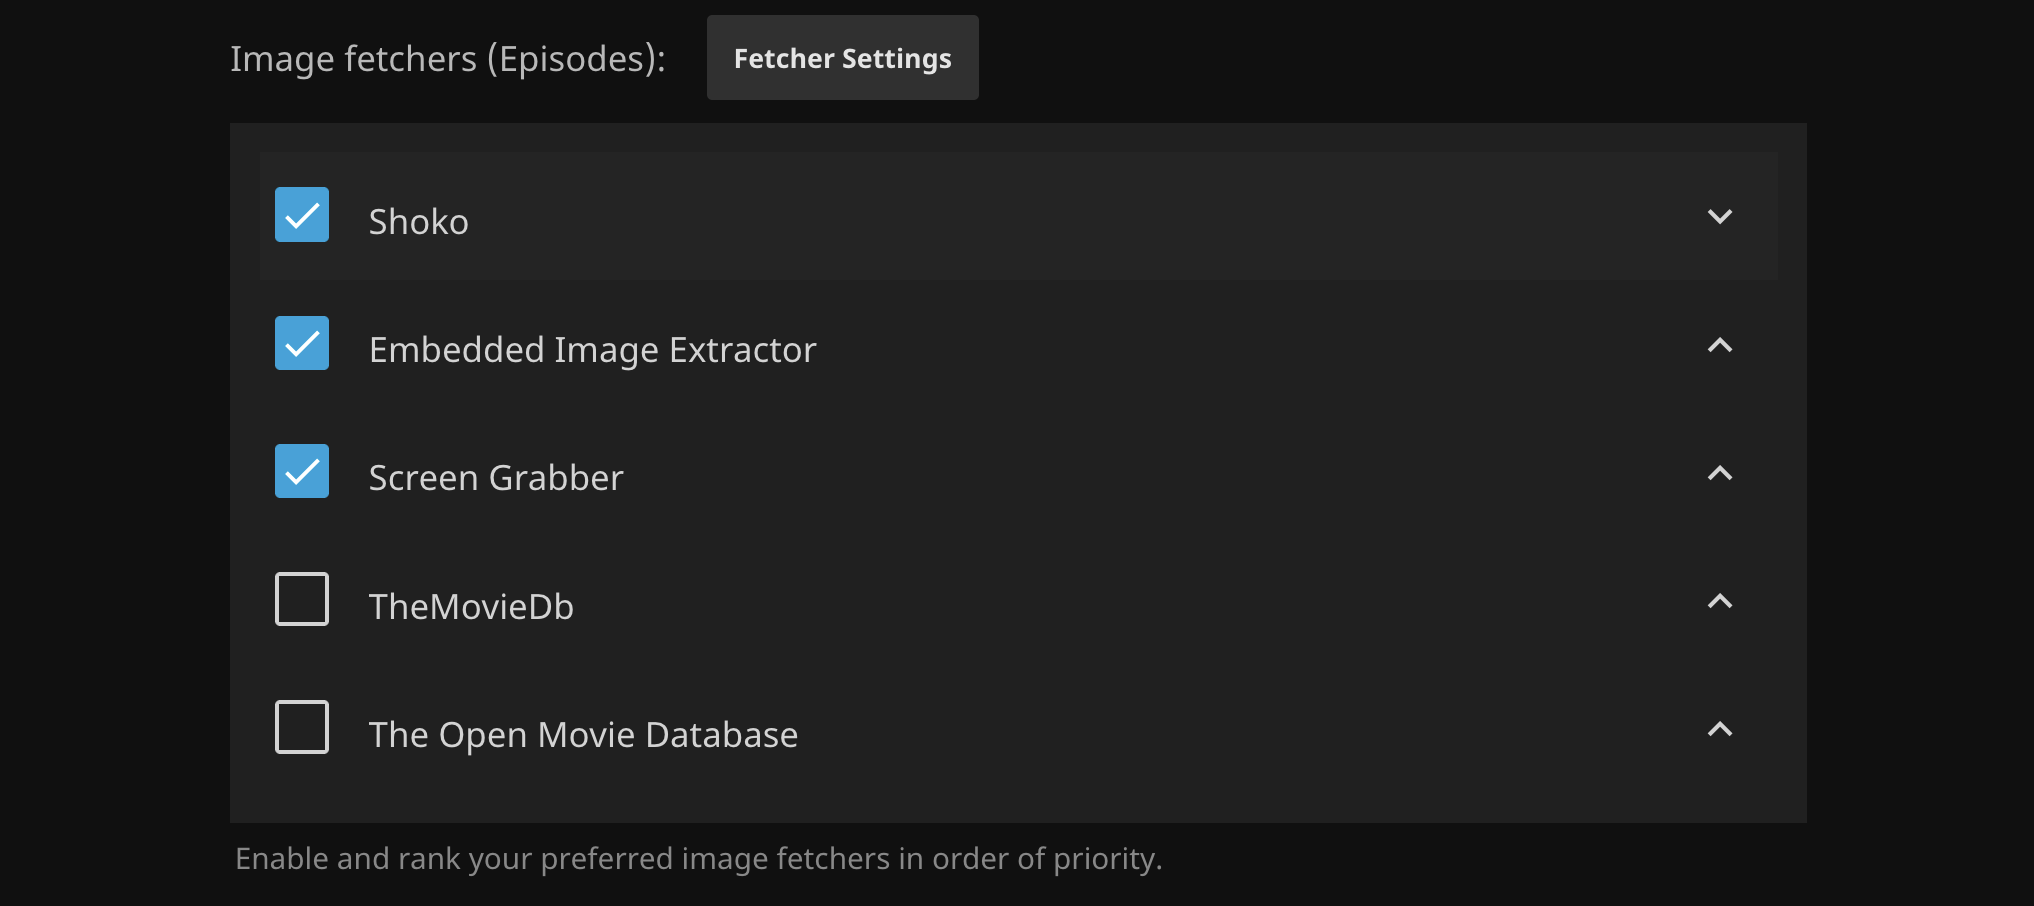 Image fetchers (Episodes):
Fetcher Settings
Shoko
Embedded Image Extractor
Screen Grabber
TheMovieDb
The Open Movie Database
Enable and rank your preferred image fetchers in order of priority.